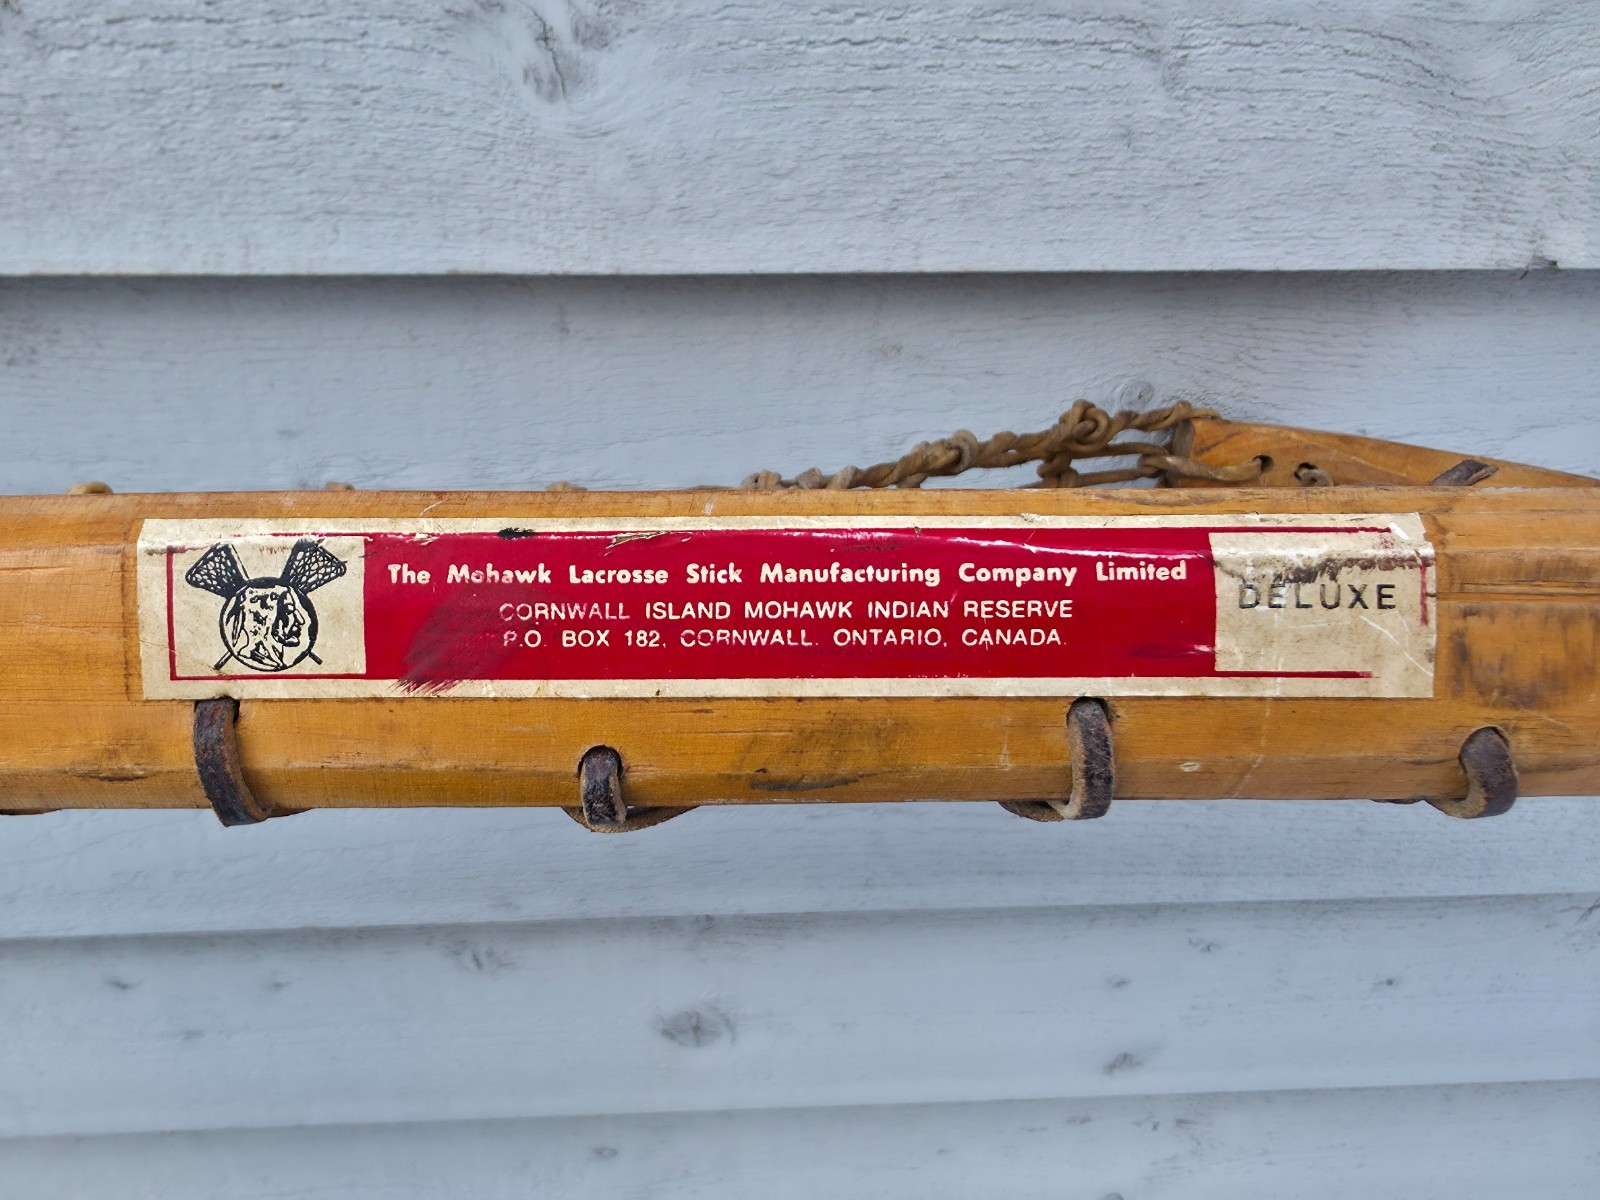 The Mohawk Lacrosse Stick Manufacturing Company Limited
CORNWALL ISLAND MOHAWK INDIAN RESERVE
P.O. BOX 182, CORNWALL, ONTARIO, CANADA.
DELUXE